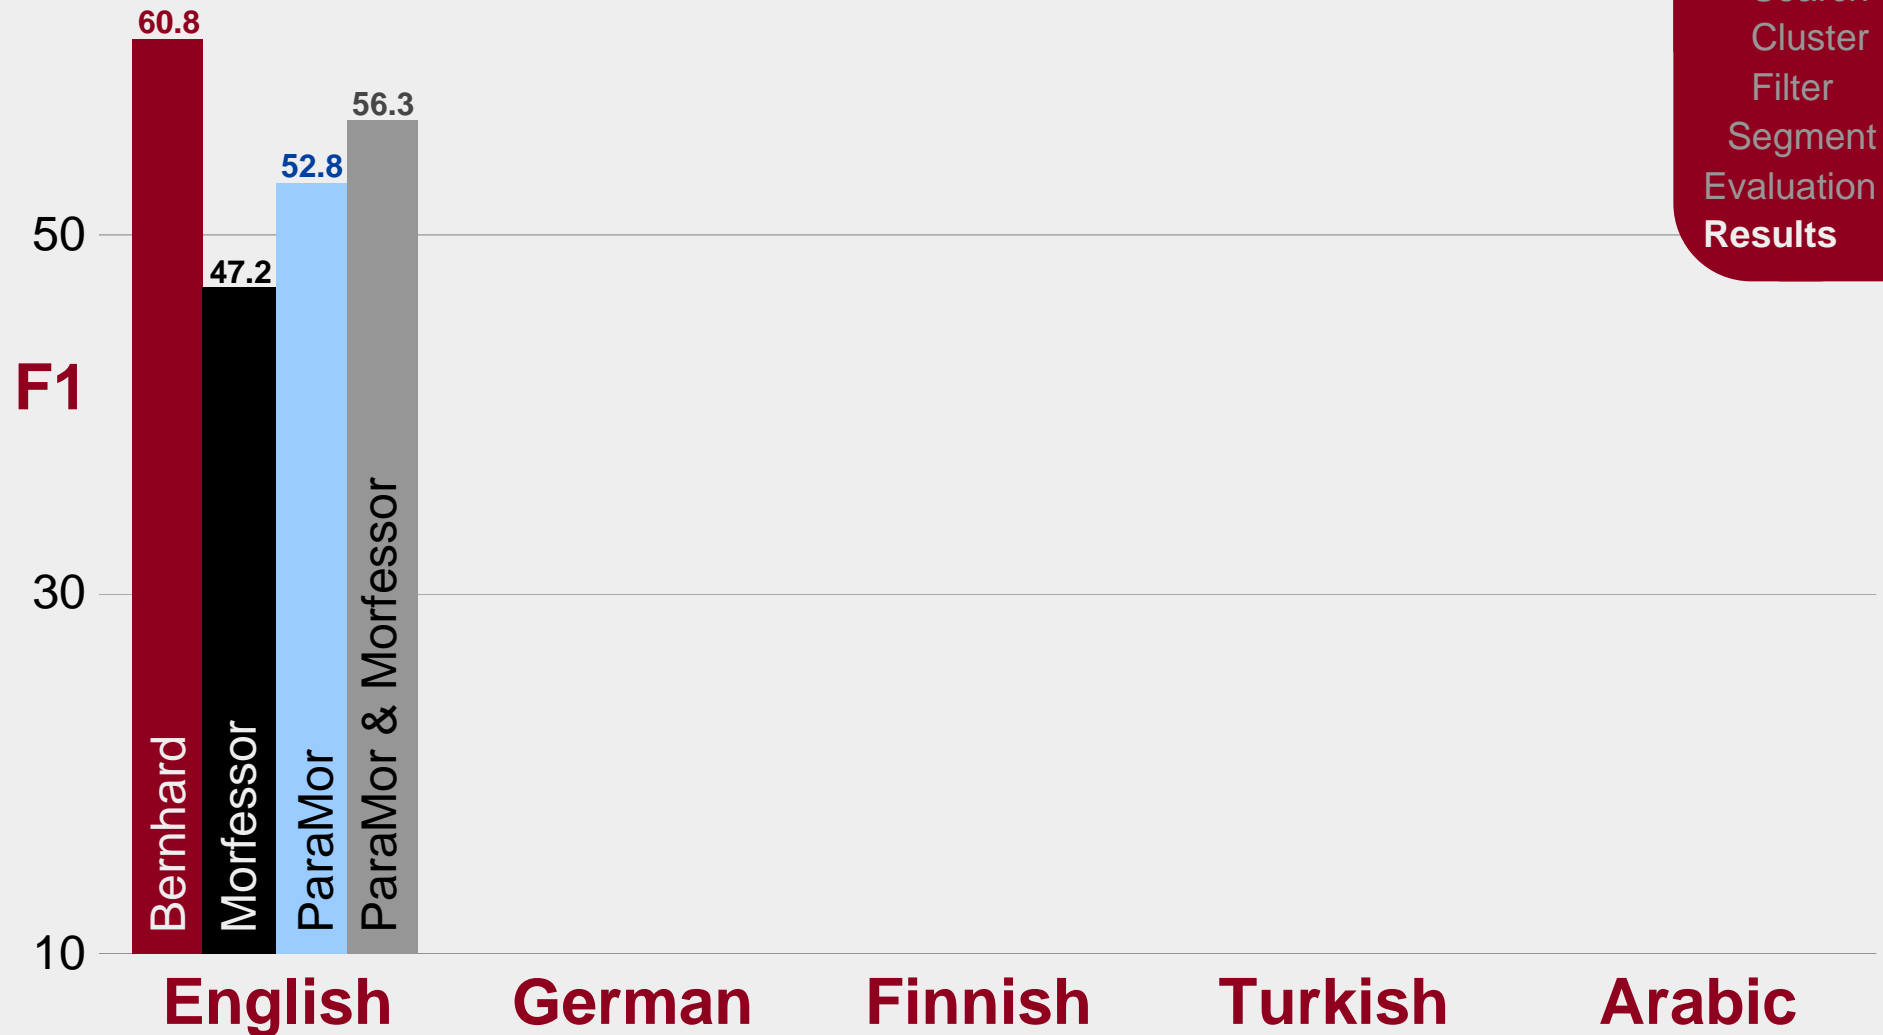 60.8
47.2
52.8
56.3
Cluster
Filter
Segment
Evaluation
Results
50
30
10
F1
Bernhard
Morfessor
ParaMor
ParaMor & Morfessor
English
German
Finnish
Turkish
Arabic